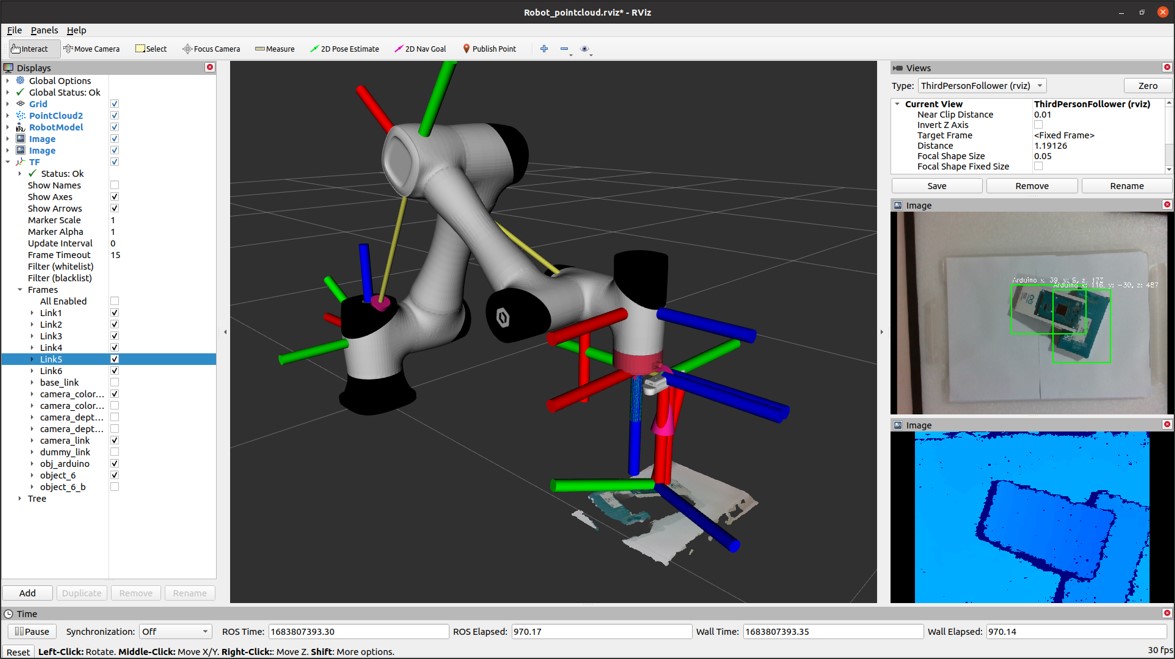 Robot_pointcloud.rviz* - RViz
File Panels Help
Interact Move Camera Select Focus Camera Measure 2D Pose Estimate 2D Nav Goal Publish Point
Displays
Global Options
Global Status: Ok
Grid
PointCloud2
RobotModel
Image
Image
TF
Status: Ok
Show Names
Show Axes
Show Arrows
Marker Scale 1
Marker Alpha 1
Update Interval 0
Frame Timeout 15
Filter (whitelist)
Filter (blacklist)
Frames
All Enabled
Link1
Link2
Link3
Link4
Link5
Link6
base_link
camera_color...
camera_color...
camera_dept...
camera_dept...
camera_link
dummy_link
obj_arduino
object_6
object_6_b
Tree
Add Duplicate Remove Rename
Views
Type: ThirdPersonFollower (rviz) Zero
Current View ThirdPersonFollower (rviz)
Near Clip Distance 0.01
Invert Z Axis
Target Frame <Fixed Frame>
Distance 1.19126
Focal Shape Size 0.05
Focal Shape Fixed Size
Save Remove Rename
Image
Image
Time
Pause Synchronization: Off ROS Time: 1683807393.30 ROS Elapsed: 970.17 Wall Time: 1683807393.35 Wall Elapsed: 970.14
Reset Left-Click: Rotate. Middle-Click: Move X/Y. Right-Click:: Move Z. Shift: More options. 30 fps